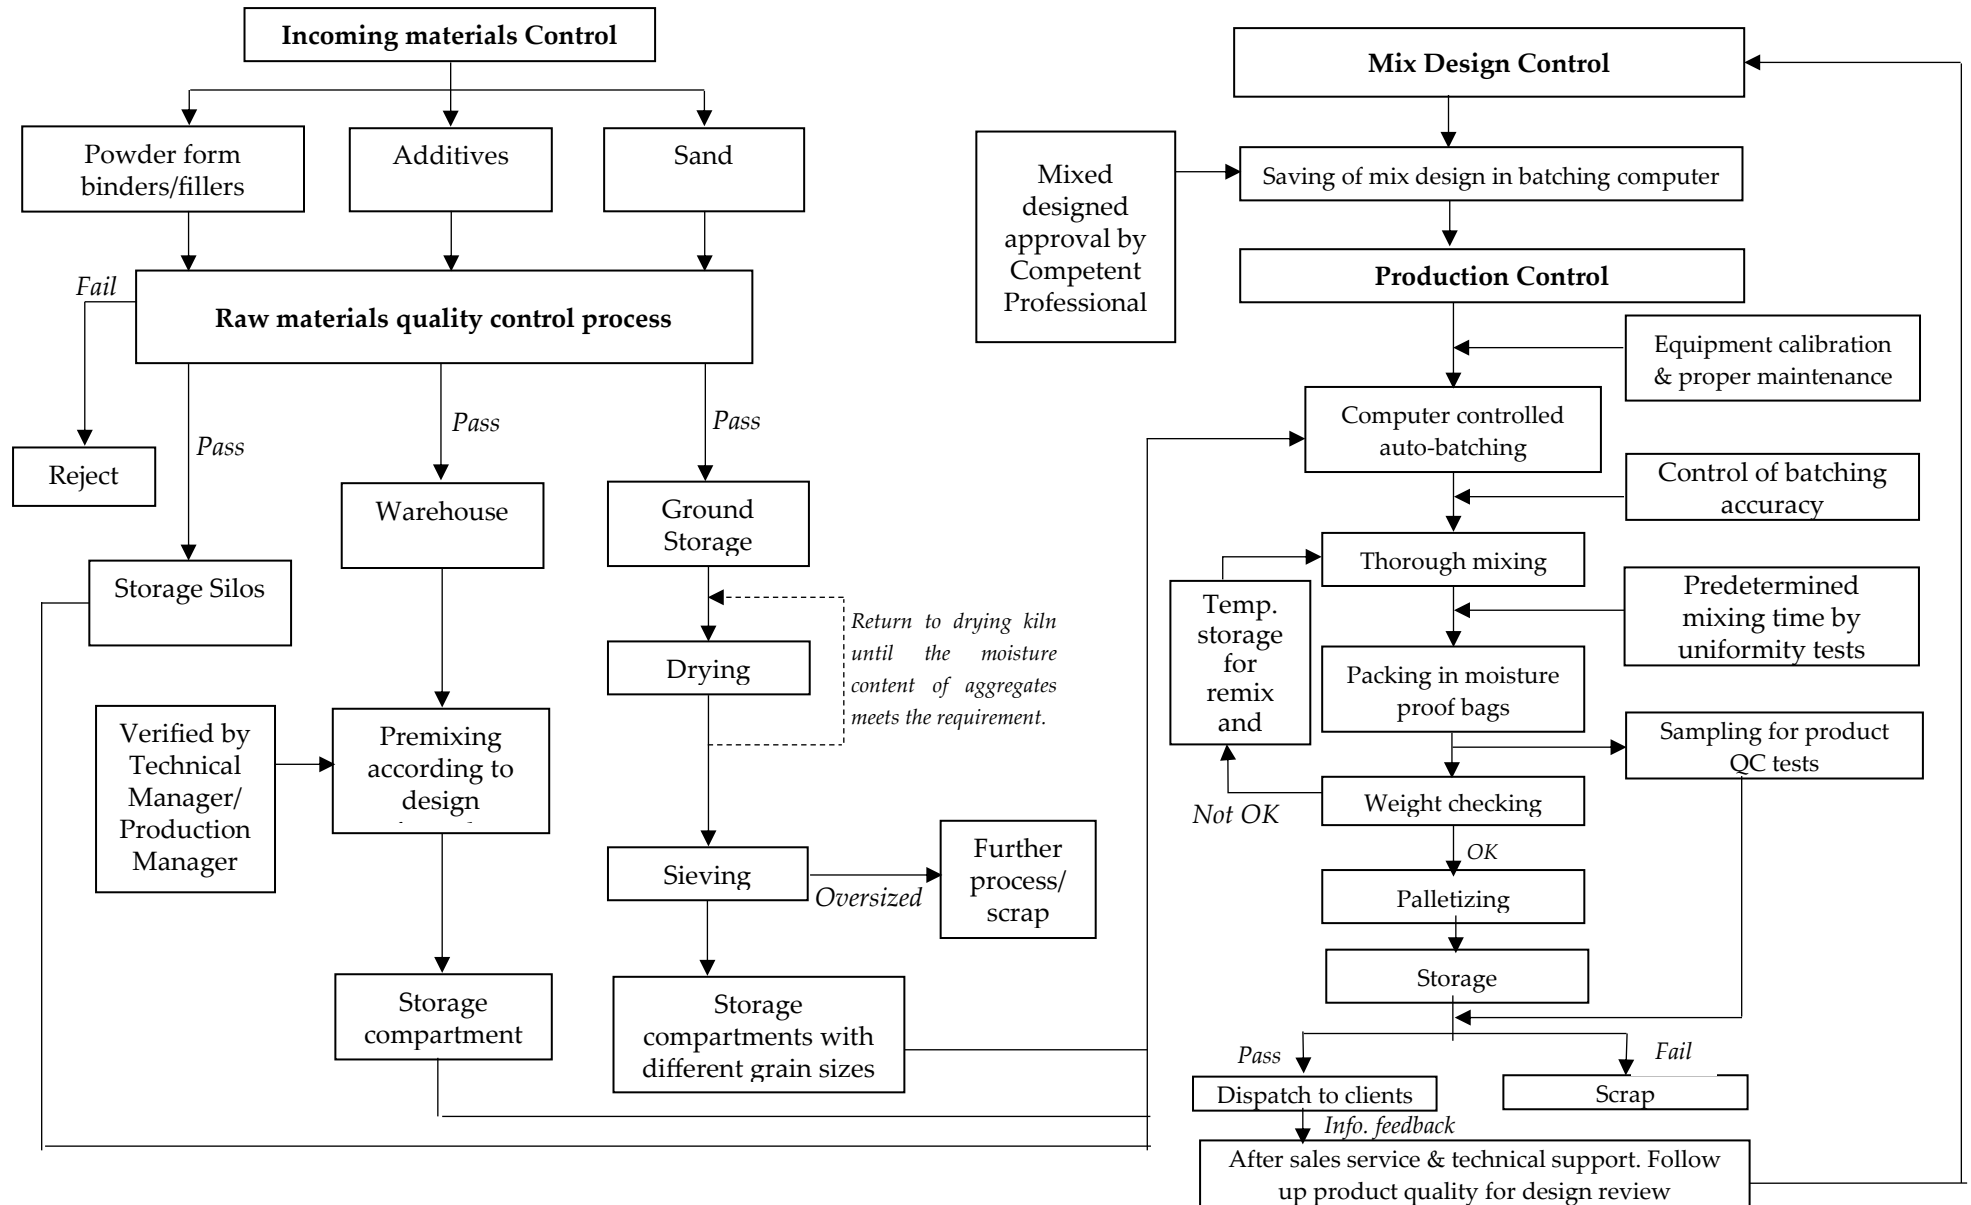 Incoming materials Control
Powder form
binders/fillers
Additives
Sand
Fail
Raw materials quality control process
Reject
Pass
Pass
Pass
Storage Silos
Warehouse
Ground
Storage
Drying
Return to drying kiln
until the moisture
content of aggregates
meets the requirement.
Verified by
Technical
Manager/
Production
Manager
Premixing
according to
design
Sieving
Oversized
Further
process/
scrap
Storage
compartment
Storage
compartments with
different grain sizes
Mix Design Control
Mixed
designed
approval by
Competent
Professional
Saving of mix design in batching computer
Production Control
Equipment calibration
& proper maintenance
Computer controlled
auto-batching
Control of batching
accuracy
Thorough mixing
Temp.
storage
for
remix
and
Predetermined
mixing time by
uniformity tests
Packing in moisture
proof bags
Sampling for product
QC tests
Not OK
Weight checking
OK
Palletizing
Storage
Pass
Fail
Dispatch to clients
Scrap
Info. feedback
After sales service & technical support. Follow
up product quality for design review